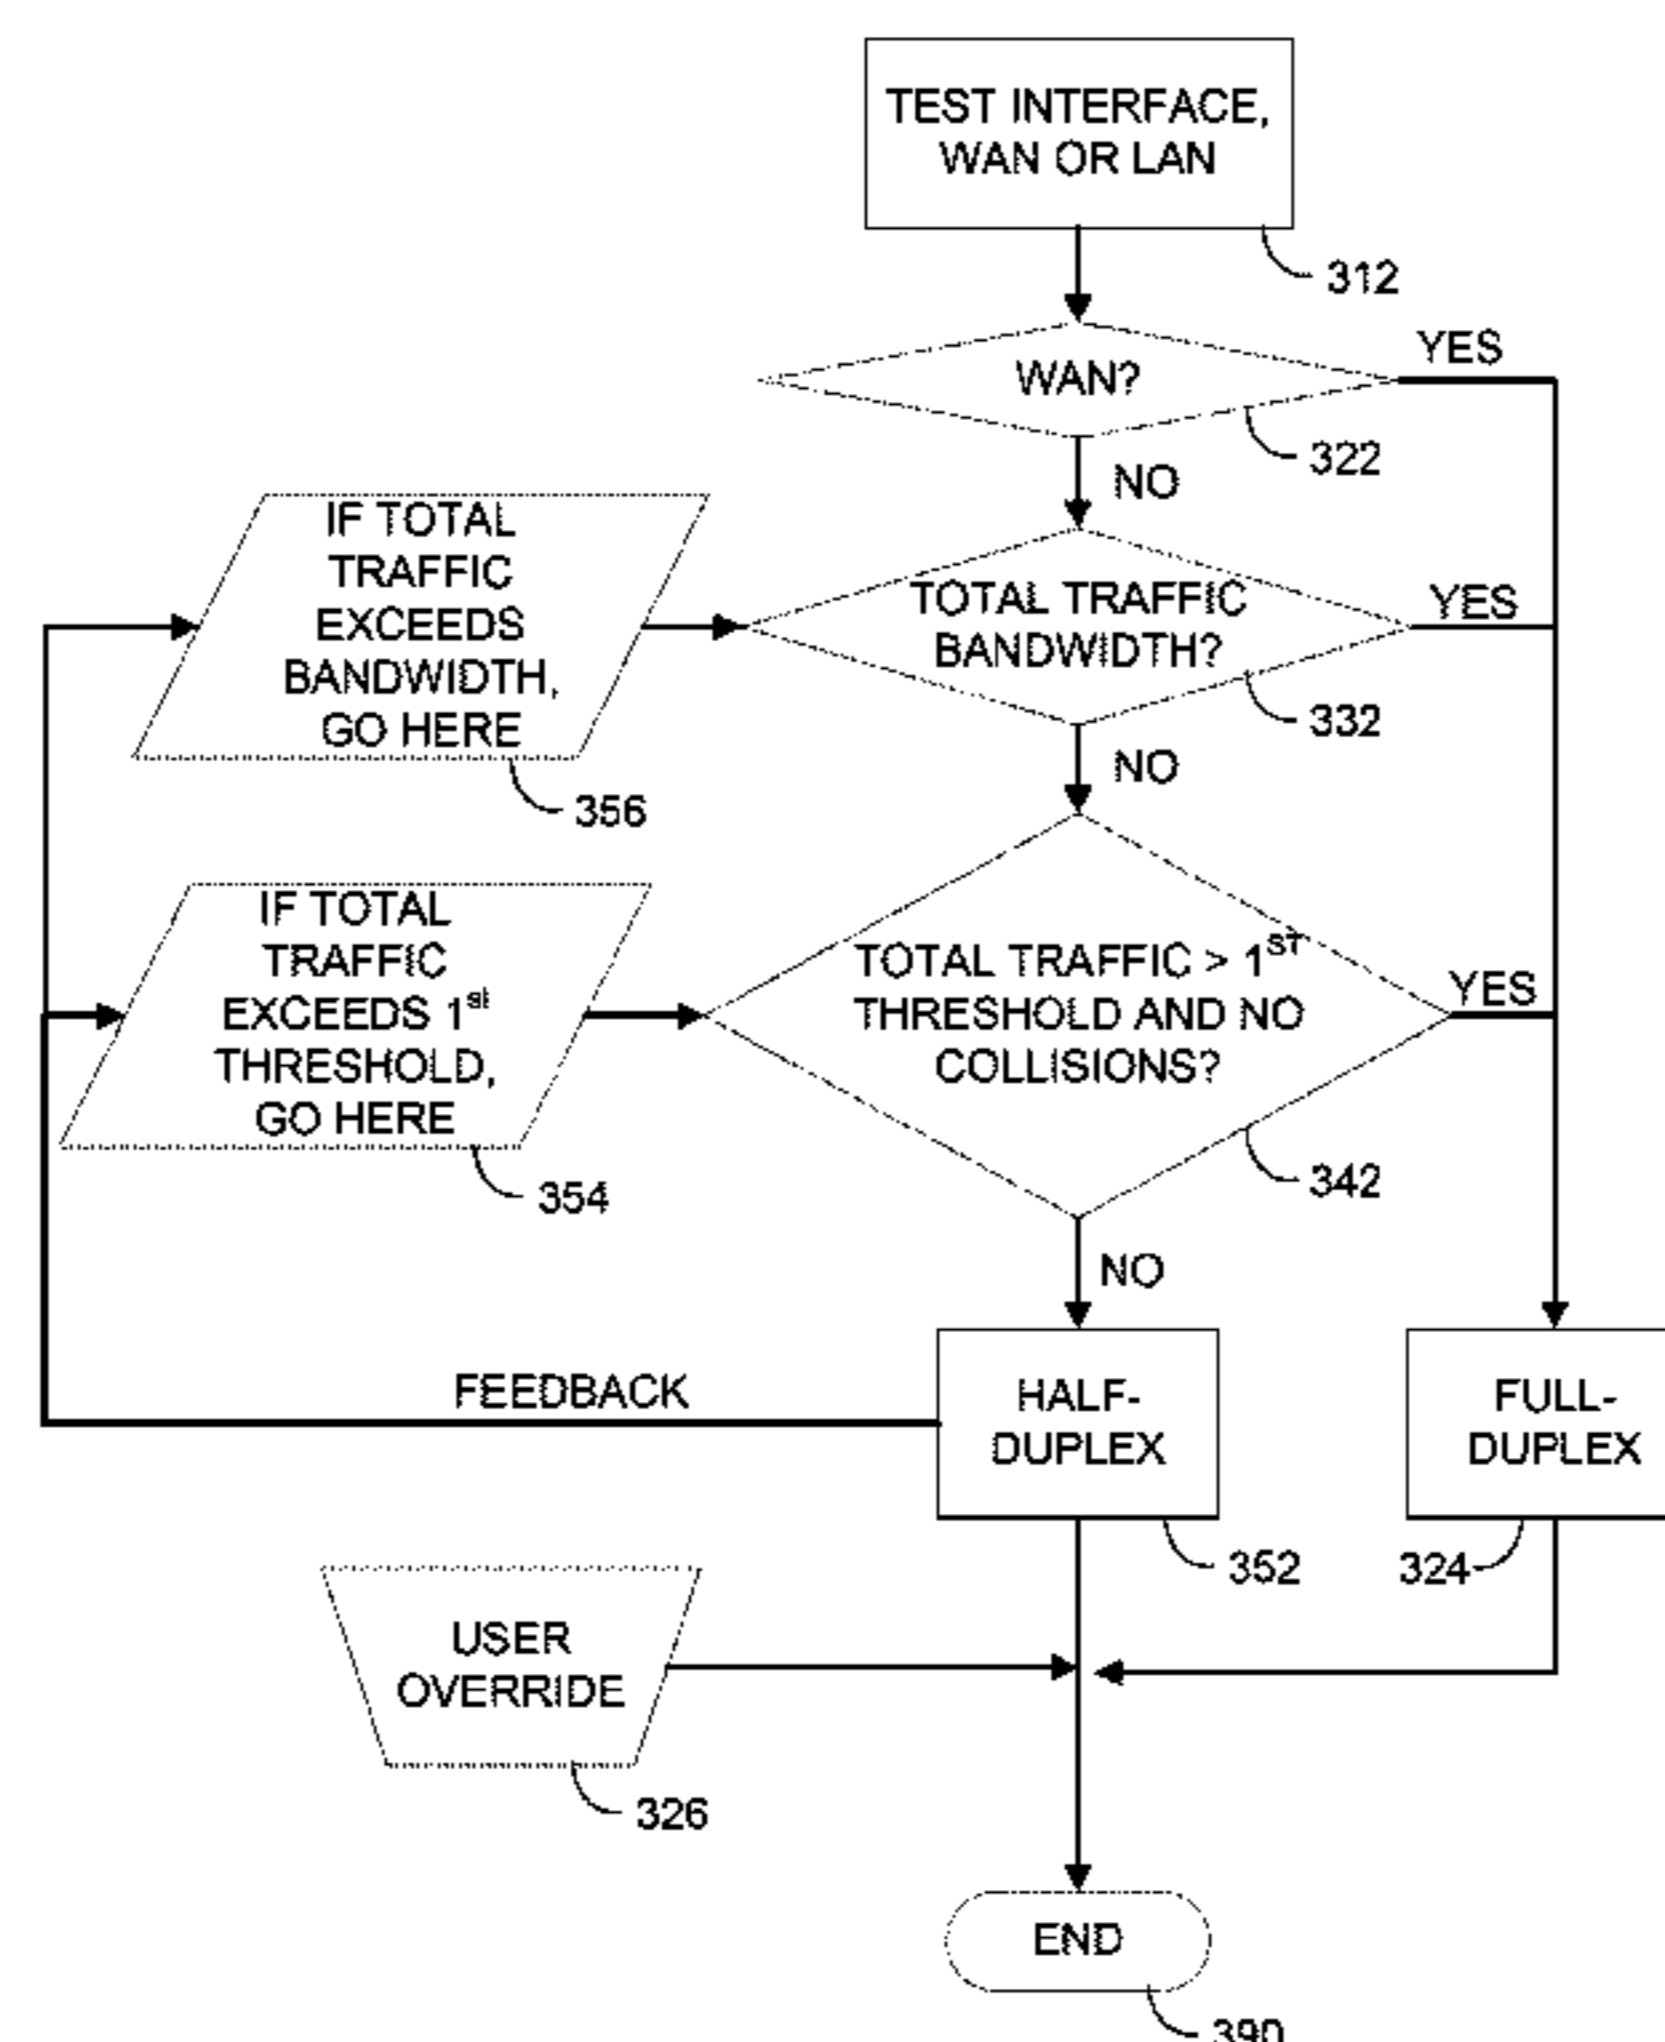 TEST INTERFACE,
WAN OR LAN
312
WAN?
YES
322
NO
IF TOTAL
TRAFFIC
EXCEEDS
BANDWIDTH,
GO HERE
356
TOTAL TRAFFIC
BANDWIDTH?
YES
332
NO
IF TOTAL
TRAFFIC
EXCEEDS 1st
THRESHOLD,
GO HERE
354
TOTAL TRAFFIC > 1ST
THRESHOLD AND NO
COLLISIONS?
YES
342
NO
FEEDBACK
HALF-
DUPLEX
352
FULL-
DUPLEX
324
USER
OVERRIDE
326
END
390